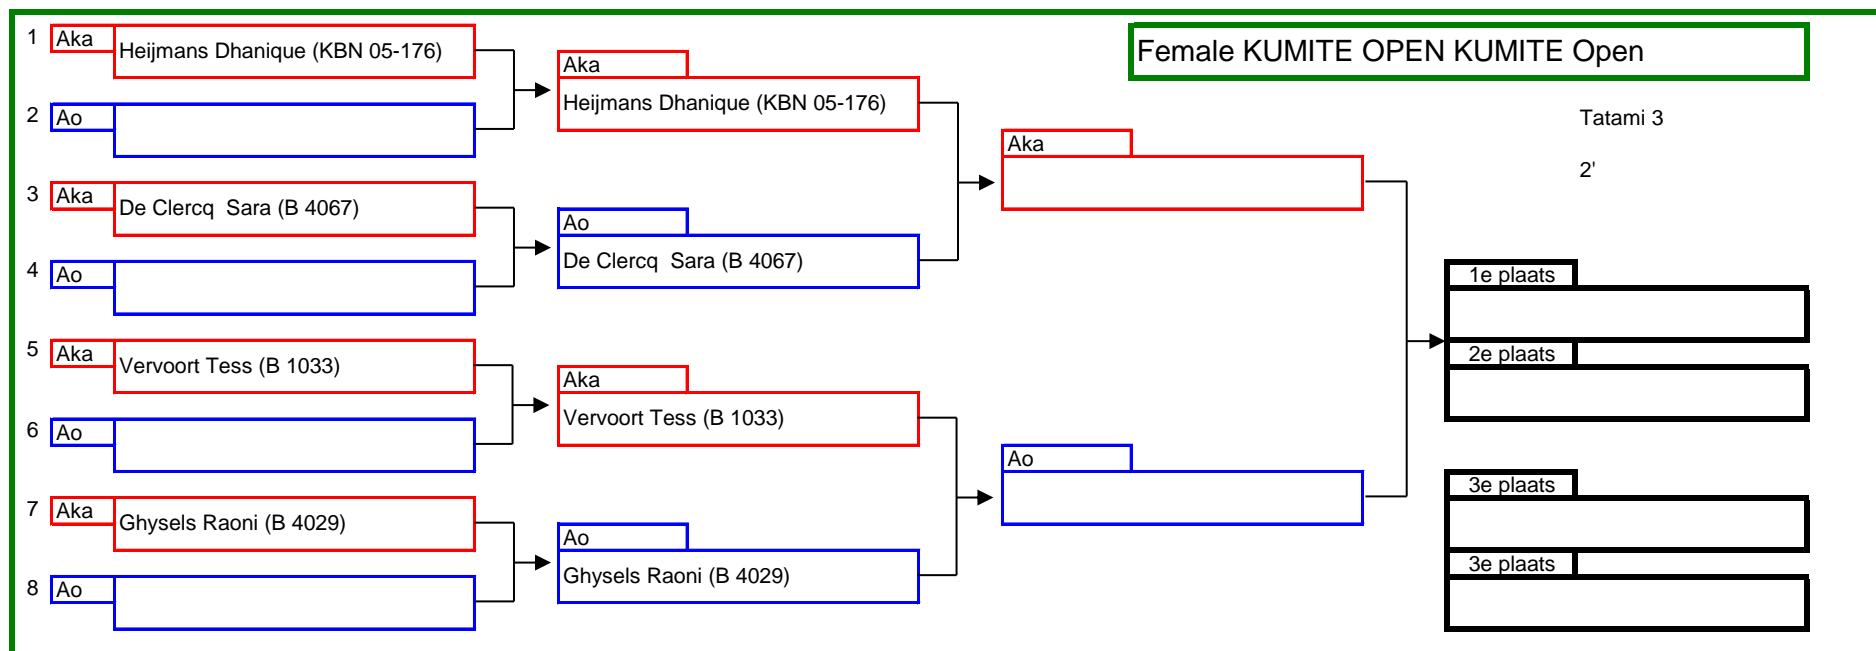 Female KUMITE OPEN KUMITE Open
Tatami 3
2'
1 Aka
Heijmans Dhanique (KBN 05-176)
2 Ao
3 Aka
De Clercq  Sara (B 4067)
4 Ao
5 Aka
Vervoort Tess (B 1033)
6 Ao
7 Aka
Ghysels Raoni (B 4029)
8 Ao
Aka
Heijmans Dhanique (KBN 05-176)
Ao
De Clercq  Sara (B 4067)
Aka
Vervoort Tess (B 1033)
Ao
Ghysels Raoni (B 4029)
Aka
Ao
1e plaats
2e plaats
3e plaats
3e plaats